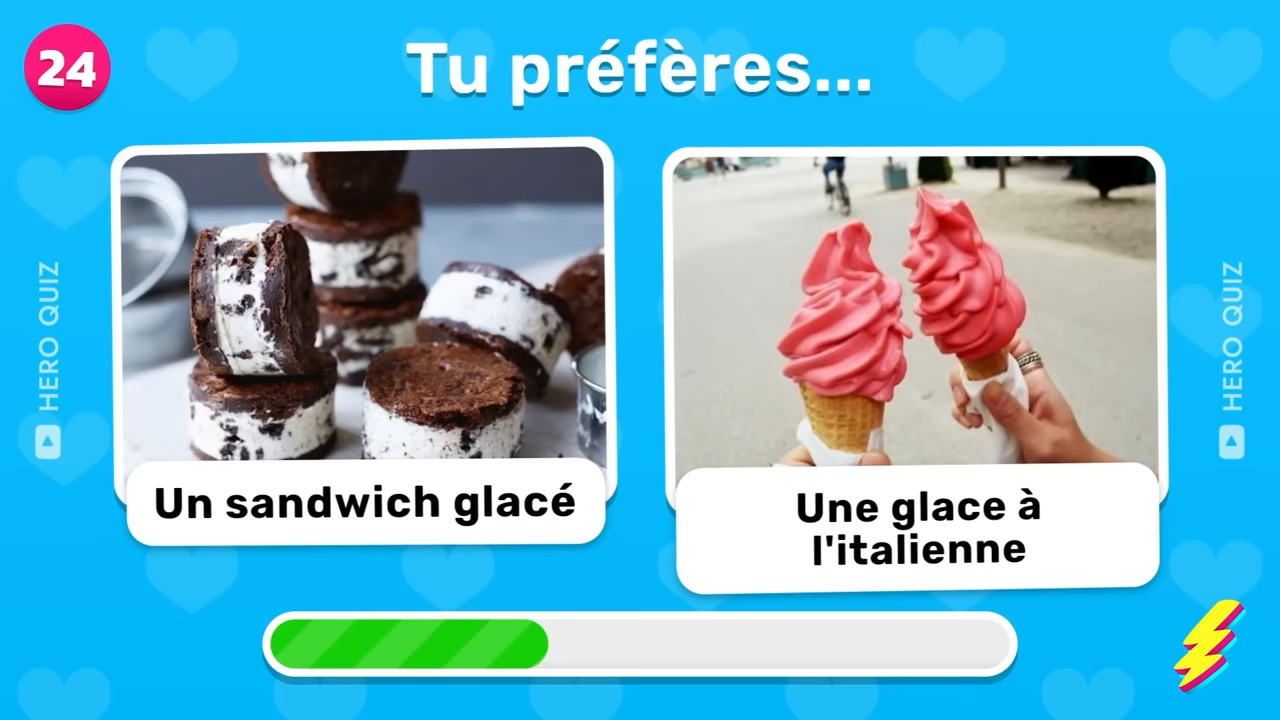 24
Tu préfères...
HERO QUIZ
HERO QUIZ
Un sandwich glacé
Une glace à
l'italienne